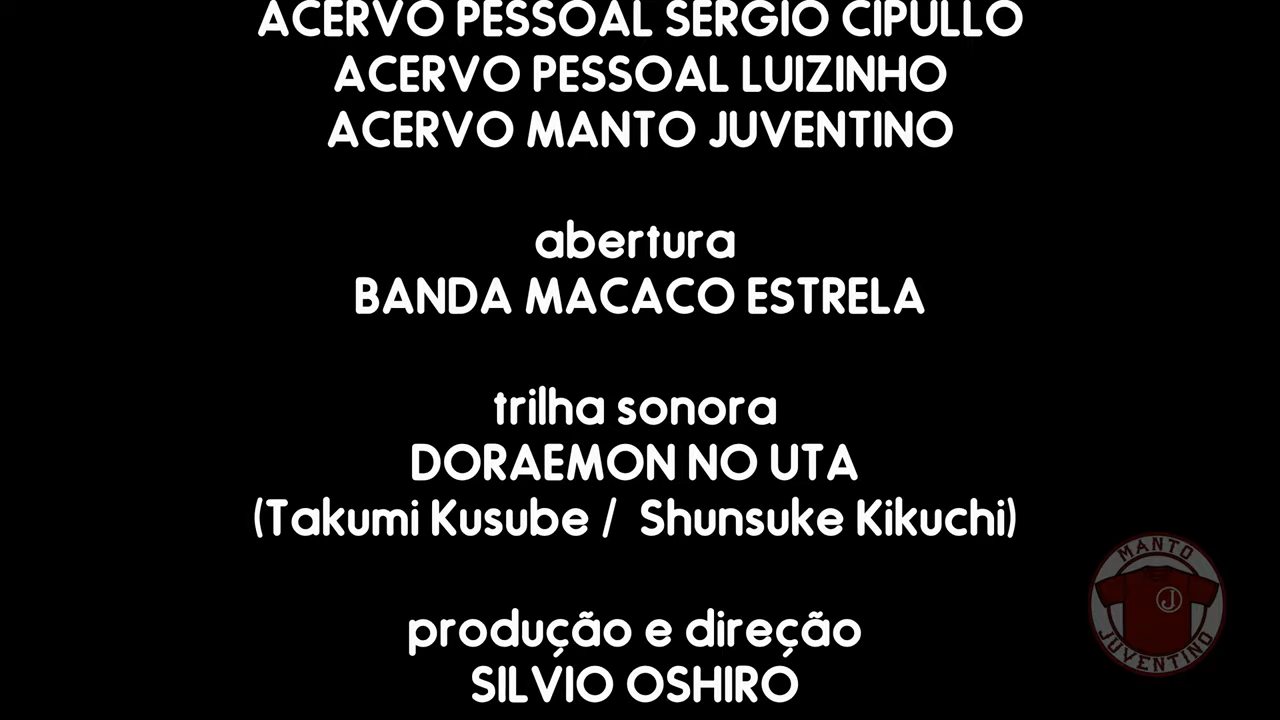 ACERVO PESSOAL SERGIO CIPULLO
ACERVO PESSOAL LUIZINHO
ACERVO MANTO JUVENTINO
abertura
BANDA MACACO ESTRELA
trilha sonora
DORAEMON NO UTA
(Takumi Kusube / Shunsuke Kikuchi)
produção e direção
SILVIO OSHIRO
MANTO
J
JUVENTINO